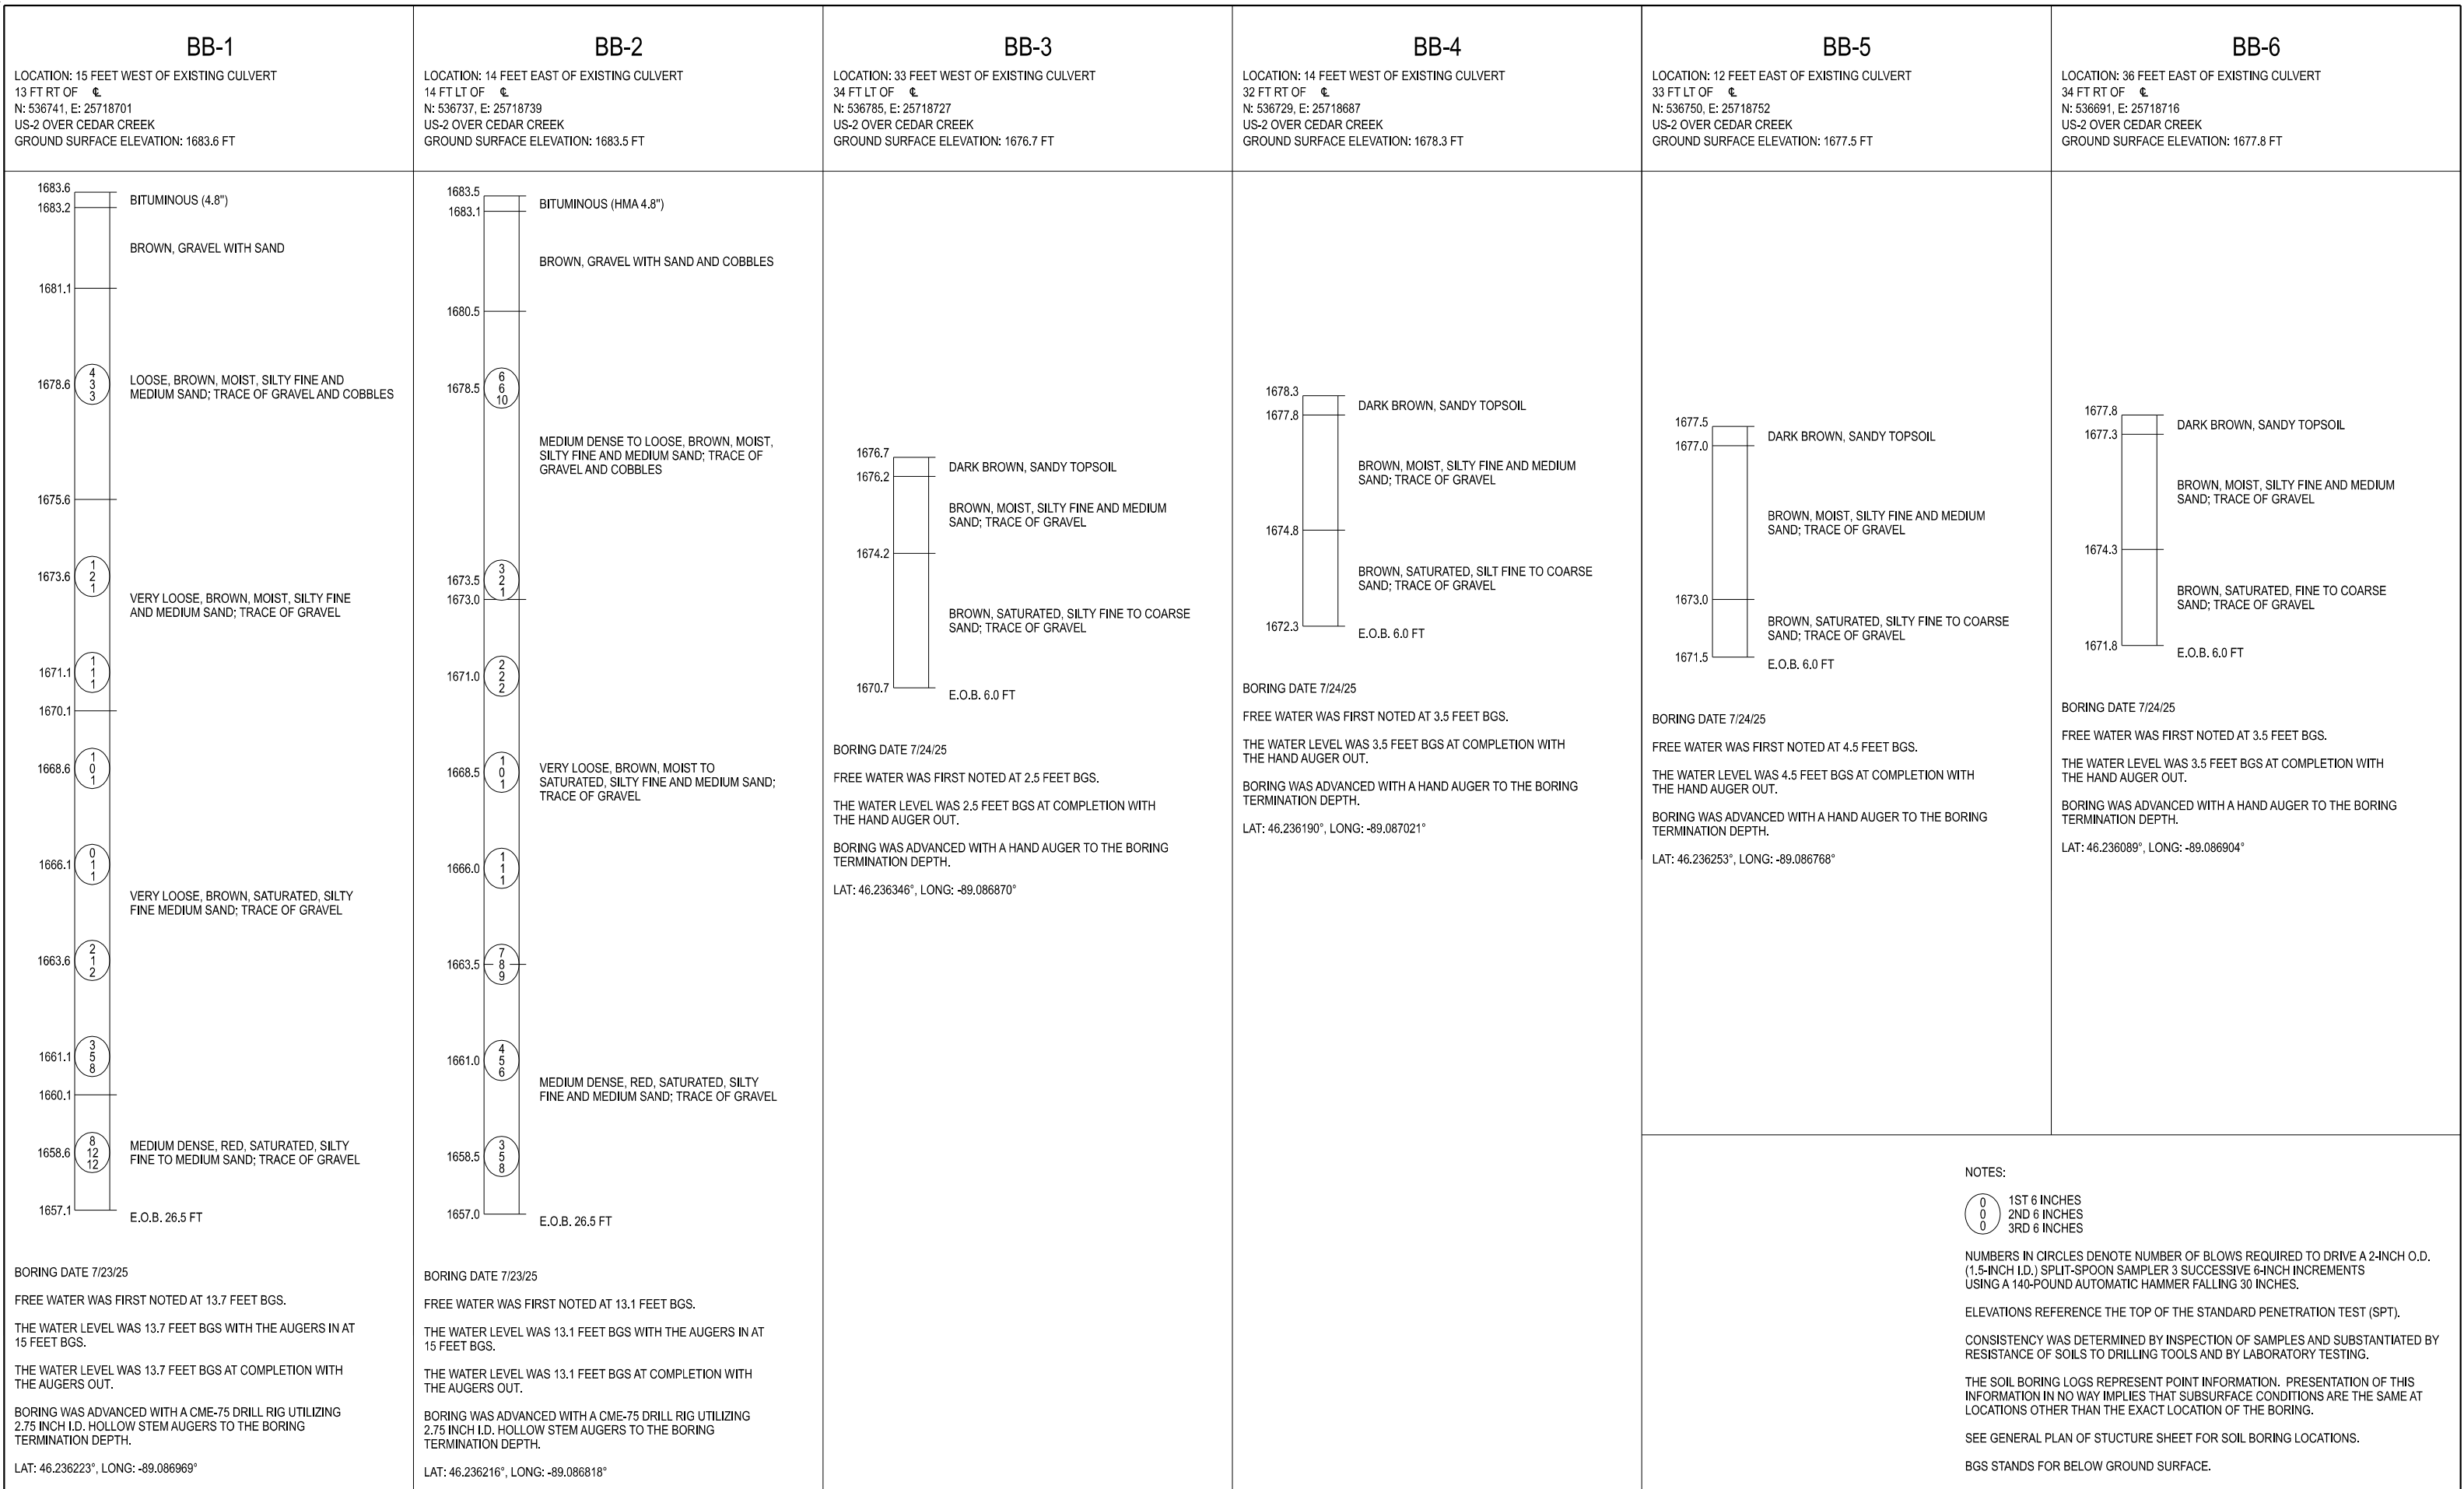 BB-1
LOCATION: 15 FEET WEST OF EXISTING CULVERT
13 FT RT OF ℄
N: 536741, E: 25718701
US-2 OVER CEDAR CREEK
GROUND SURFACE ELEVATION: 1683.6 FT
1683.6
BITUMINOUS (4.8")
1683.2
BROWN, GRAVEL WITH SAND
1681.1
1678.6
4
3
3
LOOSE, BROWN, MOIST, SILTY FINE AND
MEDIUM SAND; TRACE OF GRAVEL AND COBBLES
1675.6
1673.6
1
2
1
VERY LOOSE, BROWN, MOIST, SILTY FINE
AND MEDIUM SAND; TRACE OF GRAVEL
1671.1
1
1
1
1670.1
1668.6
1
0
1
1666.1
0
1
1
VERY LOOSE, BROWN, SATURATED, SILTY
FINE MEDIUM SAND; TRACE OF GRAVEL
1663.6
2
1
2
1661.1
3
5
8
1660.1
1658.6
8
12
12
MEDIUM DENSE, RED, SATURATED, SILTY
FINE TO MEDIUM SAND; TRACE OF GRAVEL
1657.1
E.O.B. 26.5 FT
BORING DATE 7/23/25
FREE WATER WAS FIRST NOTED AT 13.7 FEET BGS.
THE WATER LEVEL WAS 13.7 FEET BGS WITH THE AUGERS IN AT
15 FEET BGS.
THE WATER LEVEL WAS 13.7 FEET BGS AT COMPLETION WITH
THE AUGERS OUT.
BORING WAS ADVANCED WITH A CME-75 DRILL RIG UTILIZING
2.75 INCH I.D. HOLLOW STEM AUGERS TO THE BORING
TERMINATION DEPTH.
LAT: 46.236223°, LONG: -89.086969°
BB-2
LOCATION: 14 FEET EAST OF EXISTING CULVERT
14 FT LT OF ℄
N: 536737, E: 25718739
US-2 OVER CEDAR CREEK
GROUND SURFACE ELEVATION: 1683.5 FT
1683.5
BITUMINOUS (HMA 4.8")
1683.1
BROWN, GRAVEL WITH SAND AND COBBLES
1680.5
1678.5
6
6
10
MEDIUM DENSE TO LOOSE, BROWN, MOIST,
SILTY FINE AND MEDIUM SAND; TRACE OF
GRAVEL AND COBBLES
1673.5
3
2
1
1673.0
1671.0
2
2
2
1668.5
1
0
1
VERY LOOSE, BROWN, MOIST TO
SATURATED, SILTY FINE AND MEDIUM SAND;
TRACE OF GRAVEL
1666.0
1
1
1
1663.5
7
8
9
1661.0
4
5
6
MEDIUM DENSE, RED, SATURATED, SILTY
FINE AND MEDIUM SAND; TRACE OF GRAVEL
1658.5
3
5
8
1657.0
E.O.B. 26.5 FT
BORING DATE 7/23/25
FREE WATER WAS FIRST NOTED AT 13.1 FEET BGS.
THE WATER LEVEL WAS 13.1 FEET BGS WITH THE AUGERS IN AT
15 FEET BGS.
THE WATER LEVEL WAS 13.1 FEET BGS AT COMPLETION WITH
THE AUGERS OUT.
BORING WAS ADVANCED WITH A CME-75 DRILL RIG UTILIZING
2.75 INCH I.D. HOLLOW STEM AUGERS TO THE BORING
TERMINATION DEPTH.
LAT: 46.236216°, LONG: -89.086818°
BB-3
LOCATION: 33 FEET WEST OF EXISTING CULVERT
34 FT LT OF ℄
N: 536785, E: 25718727
US-2 OVER CEDAR CREEK
GROUND SURFACE ELEVATION: 1676.7 FT
1676.7
DARK BROWN, SANDY TOPSOIL
1676.2
BROWN, MOIST, SILTY FINE AND MEDIUM
SAND; TRACE OF GRAVEL
1674.2
BROWN, SATURATED, SILTY FINE TO COARSE
SAND; TRACE OF GRAVEL
1670.7
E.O.B. 6.0 FT
BORING DATE 7/24/25
FREE WATER WAS FIRST NOTED AT 2.5 FEET BGS.
THE WATER LEVEL WAS 2.5 FEET BGS AT COMPLETION WITH
THE HAND AUGER OUT.
BORING WAS ADVANCED WITH A HAND AUGER TO THE BORING
TERMINATION DEPTH.
LAT: 46.236346°, LONG: -89.086870°
BB-4
LOCATION: 14 FEET WEST OF EXISTING CULVERT
32 FT RT OF ℄
N: 536729, E: 25718687
US-2 OVER CEDAR CREEK
GROUND SURFACE ELEVATION: 1678.3 FT
1678.3
DARK BROWN, SANDY TOPSOIL
1677.8
BROWN, MOIST, SILTY FINE AND MEDIUM
SAND; TRACE OF GRAVEL
1674.8
BROWN, SATURATED, SILT FINE TO COARSE
SAND; TRACE OF GRAVEL
1672.3
E.O.B. 6.0 FT
BORING DATE 7/24/25
FREE WATER WAS FIRST NOTED AT 3.5 FEET BGS.
THE WATER LEVEL WAS 3.5 FEET BGS AT COMPLETION WITH
THE HAND AUGER OUT.
BORING WAS ADVANCED WITH A HAND AUGER TO THE BORING
TERMINATION DEPTH.
LAT: 46.236190°, LONG: -89.087021°
BB-5
LOCATION: 12 FEET EAST OF EXISTING CULVERT
33 FT LT OF ℄
N: 536750, E: 25718752
US-2 OVER CEDAR CREEK
GROUND SURFACE ELEVATION: 1677.5 FT
1677.5
DARK BROWN, SANDY TOPSOIL
1677.0
BROWN, MOIST, SILTY FINE AND MEDIUM
SAND; TRACE OF GRAVEL
1673.0
BROWN, SATURATED, SILTY FINE TO COARSE
SAND; TRACE OF GRAVEL
1671.5
E.O.B. 6.0 FT
BORING DATE 7/24/25
FREE WATER WAS FIRST NOTED AT 4.5 FEET BGS.
THE WATER LEVEL WAS 4.5 FEET BGS AT COMPLETION WITH
THE HAND AUGER OUT.
BORING WAS ADVANCED WITH A HAND AUGER TO THE BORING
TERMINATION DEPTH.
LAT: 46.236253°, LONG: -89.086768°
BB-6
LOCATION: 36 FEET EAST OF EXISTING CULVERT
34 FT RT OF ℄
N: 536691, E: 25718716
US-2 OVER CEDAR CREEK
GROUND SURFACE ELEVATION: 1677.8 FT
1677.8
DARK BROWN, SANDY TOPSOIL
1677.3
BROWN, MOIST, SILTY FINE AND MEDIUM
SAND; TRACE OF GRAVEL
1674.3
BROWN, SATURATED, FINE TO COARSE
SAND; TRACE OF GRAVEL
1671.8
E.O.B. 6.0 FT
BORING DATE 7/24/25
FREE WATER WAS FIRST NOTED AT 3.5 FEET BGS.
THE WATER LEVEL WAS 3.5 FEET BGS AT COMPLETION WITH
THE HAND AUGER OUT.
BORING WAS ADVANCED WITH A HAND AUGER TO THE BORING
TERMINATION DEPTH.
LAT: 46.236089°, LONG: -89.086904°
NOTES:
0 1ST 6 INCHES
0 2ND 6 INCHES
0 3RD 6 INCHES
NUMBERS IN CIRCLES DENOTE NUMBER OF BLOWS REQUIRED TO DRIVE A 2-INCH O.D.
(1.5-INCH I.D.) SPLIT-SPOON SAMPLER 3 SUCCESSIVE 6-INCH INCREMENTS
USING A 140-POUND AUTOMATIC HAMMER FALLING 30 INCHES.
ELEVATIONS REFERENCE THE TOP OF THE STANDARD PENETRATION TEST (SPT).
CONSISTENCY WAS DETERMINED BY INSPECTION OF SAMPLES AND SUBSTANTIATED BY
RESISTANCE OF SOILS TO DRILLING TOOLS AND BY LABORATORY TESTING.
THE SOIL BORING LOGS REPRESENT POINT INFORMATION. PRESENTATION OF THIS
INFORMATION IN NO WAY IMPLIES THAT SUBSURFACE CONDITIONS ARE THE SAME AT
LOCATIONS OTHER THAN THE EXACT LOCATION OF THE BORING.
SEE GENERAL PLAN OF STUCTURE SHEET FOR SOIL BORING LOCATIONS.
BGS STANDS FOR BELOW GROUND SURFACE.